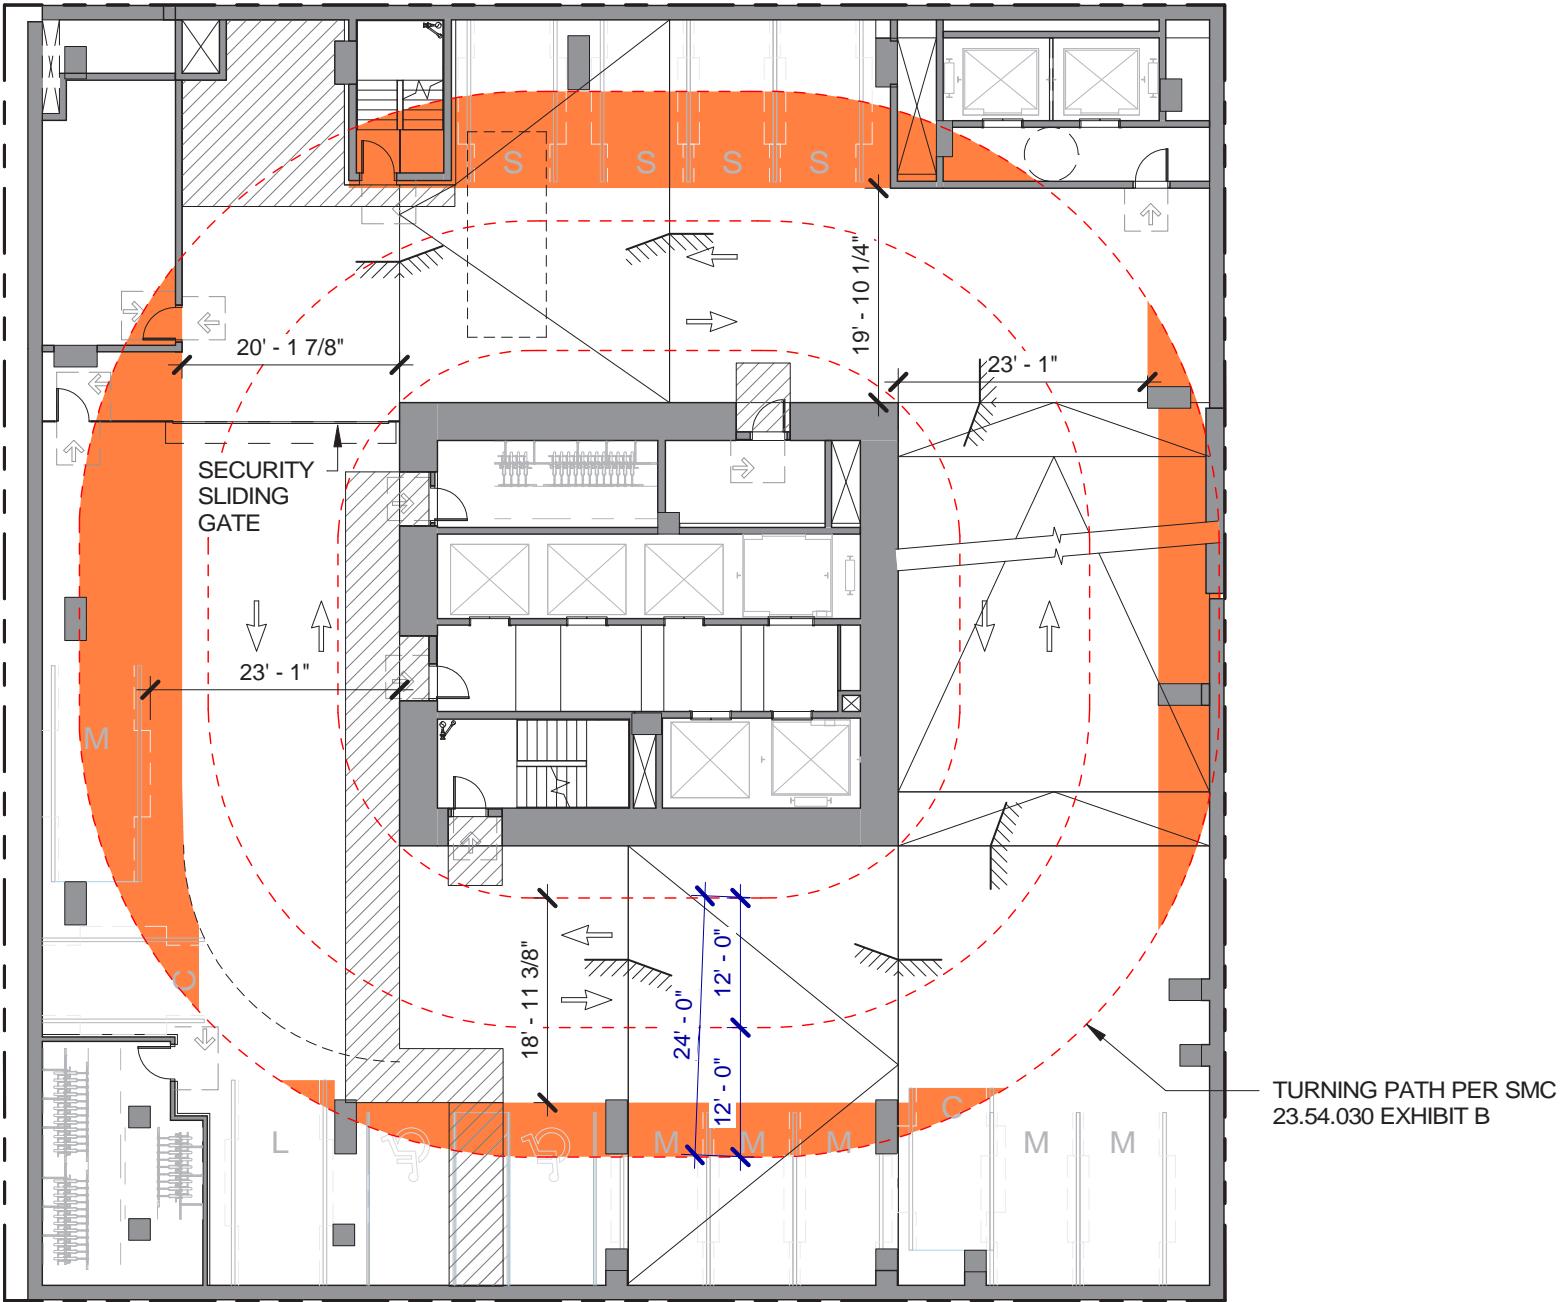 S S S S
19' - 10 1/4"
20' - 1 7/8"
23' - 1"
SECURITY
SLIDING
GATE
23' - 1"
M
C
18' - 11 3/8"
24' - 0"
12' - 0"
12' - 0"
TURNING PATH PER SMC
23.54.030 EXHIBIT B
C
L M M M M M